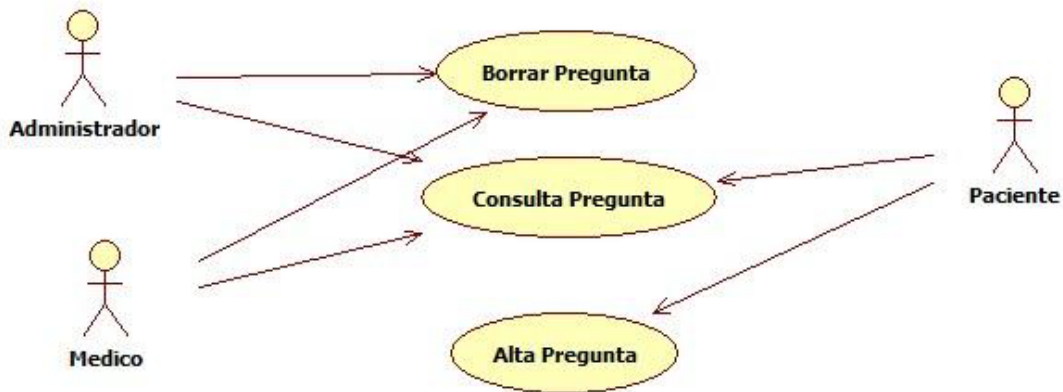 Borrar Pregunta
Administrador
Consulta Pregunta
Paciente
Medico
Alta Pregunta